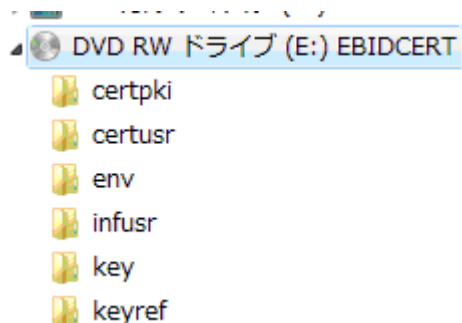 DVD RW ドライブ (E:) EBIDCERT
certpki
certusr
env
infusr
key
keyref